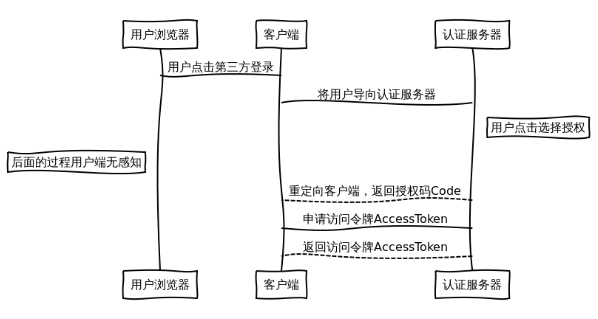 用户浏览器
客户端
认证服务器
用户点击第三方登录
将用户导向认证服务器
用户点击选择授权
后面的过程用户端无感知
重定向客户端，返回授权码Code
申请访问令牌AccessToken
返回访问令牌AccessToken
用户浏览器
客户端
认证服务器